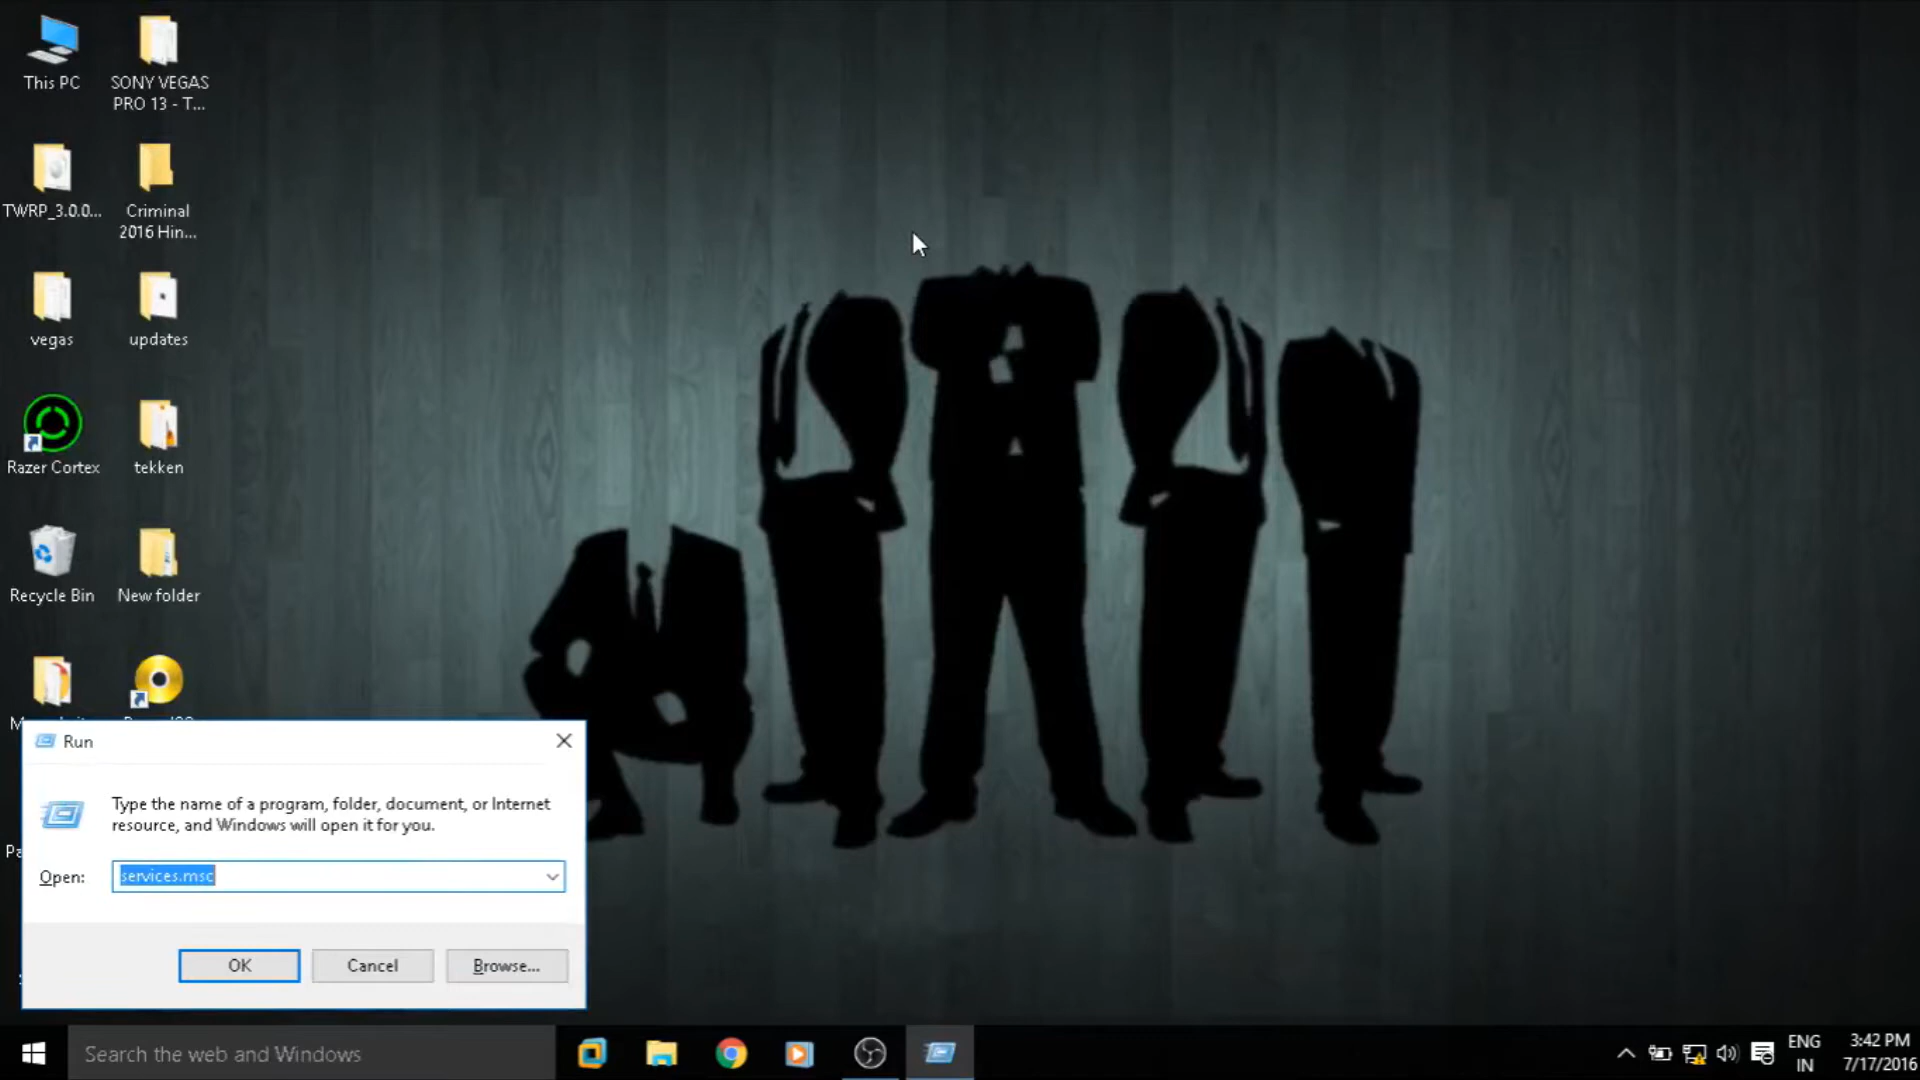 This PC
SONY VEGAS
PRO 13 - T...
TWRP_3.0.0...
Criminal
2016 Hin...
vegas
updates
Razer Cortex
tekken
Recycle Bin
New folder
Run
Type the name of a program, folder, document, or Internet
resource, and Windows will open it for you.
Open:
services.msc
OK
Cancel
Browse...
Search the web and Windows
ENG
IN
3:42 PM
7/17/2016